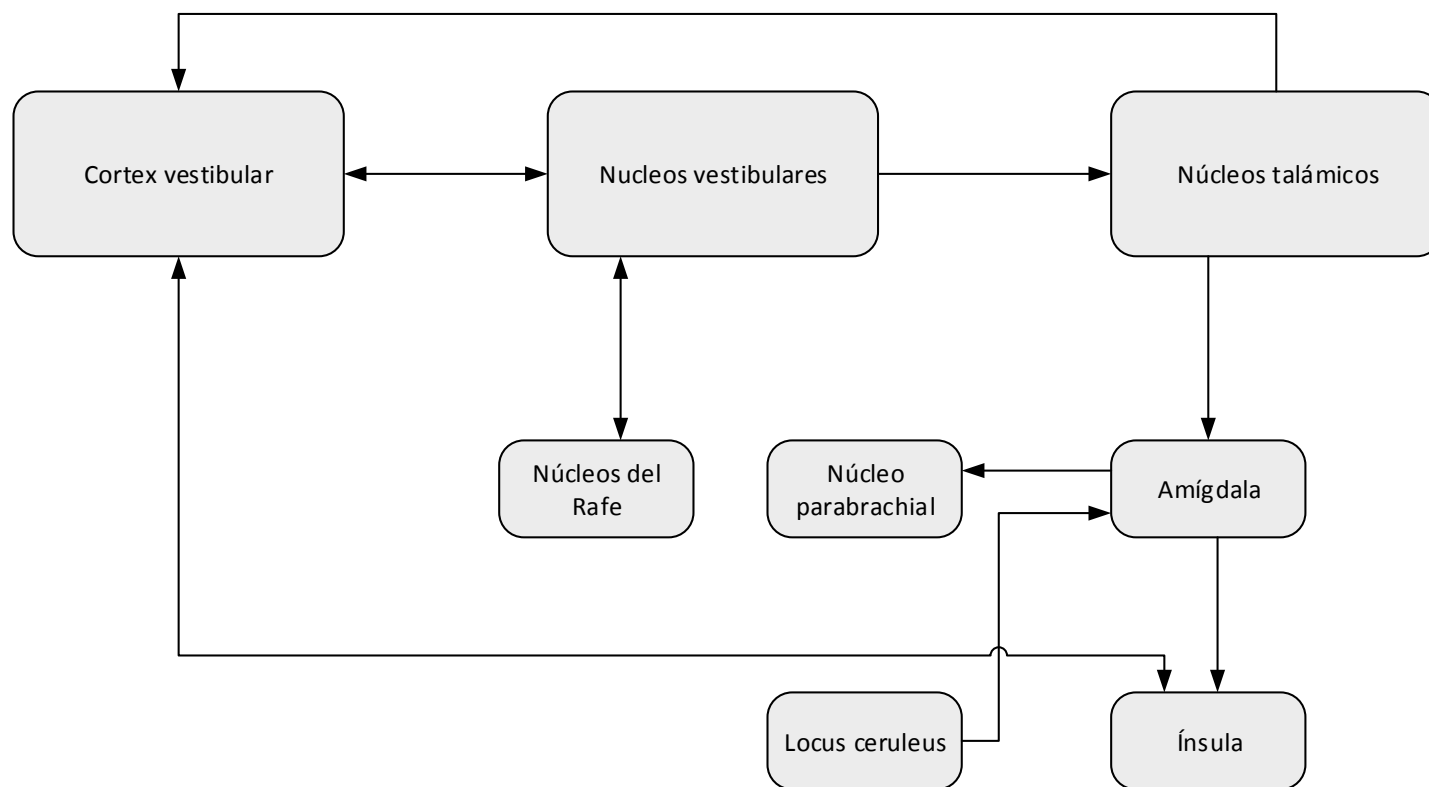 Cortex vestibular
Nucleos vestibulares
Núcleos talámicos
Núcleos del
Rafe
Núcleo
parabrachial
Amígdala
Locus ceruleus
Ínsula